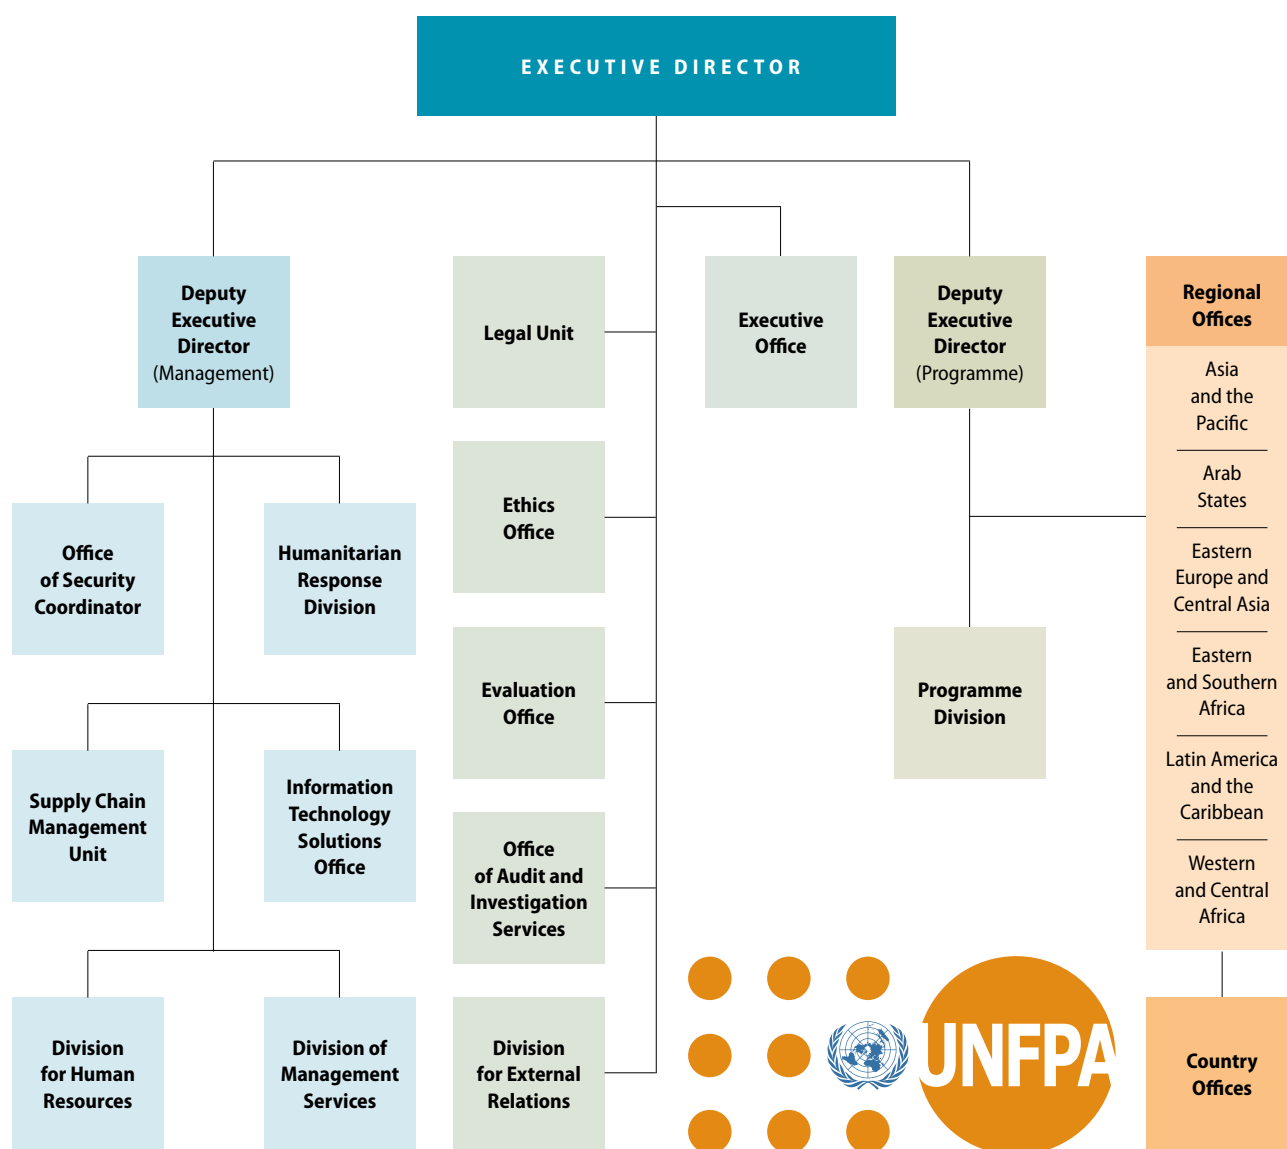 EXECUTIVE DIRECTOR
Deputy
Executive
Director
(Management)
Office
of Security
Coordinator
Humanitarian
Response
Division
Supply Chain
Management
Unit
Information
Technology
Solutions
Office
Division
for Human
Resources
Division of
Management
Services
Legal Unit
Ethics
Office
Evaluation
Office
Office
of Audit and
Investigation
Services
Division
for External
Relations
Executive
Office
Deputy
Executive
Director
(Programme)
Programme
Division
Regional
Offices
Asia
and the
Pacific
Arab
States
Eastern
Europe and
Central Asia
Eastern
and Southern
Africa
Latin America
and the
Caribbean
Western
and Central
Africa
Country
Offices
UNFPA